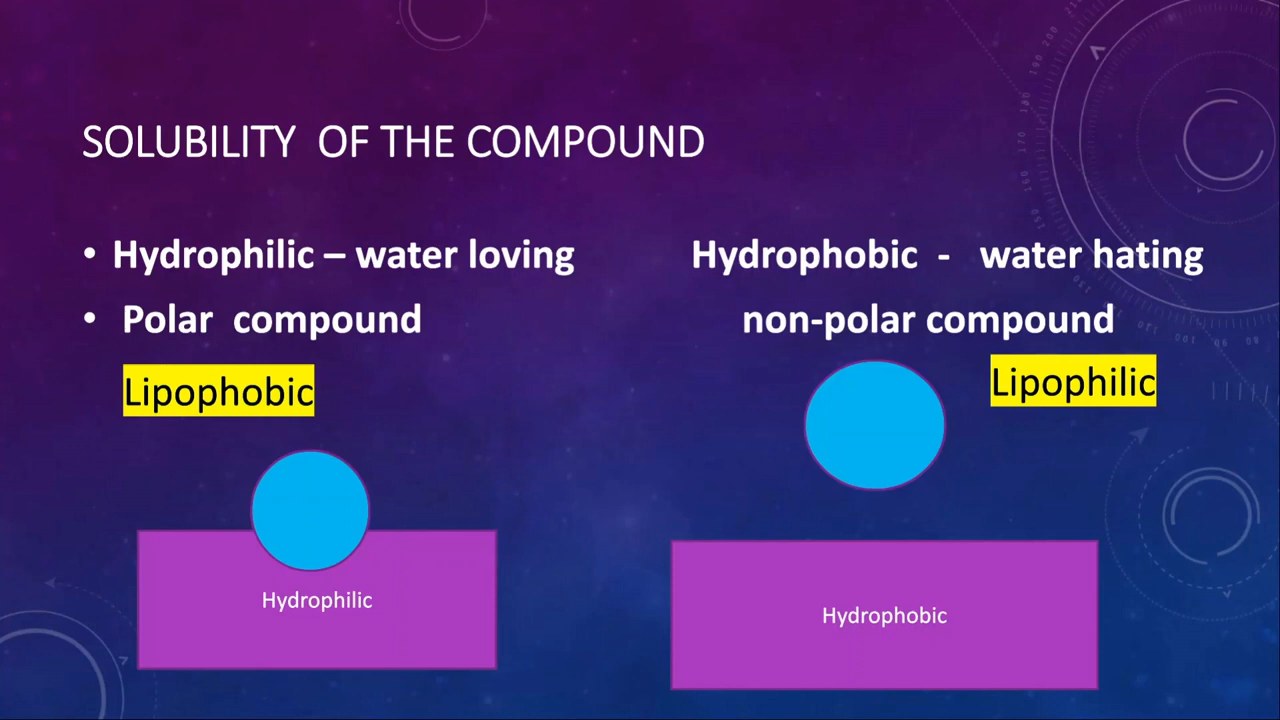 SOLUBILITY OF THE COMPOUND
• Hydrophilic – water loving
Hydrophobic - water hating
• Polar compound
non-polar compound
Lipophobic
Lipophilic
Hydrophilic
Hydrophobic